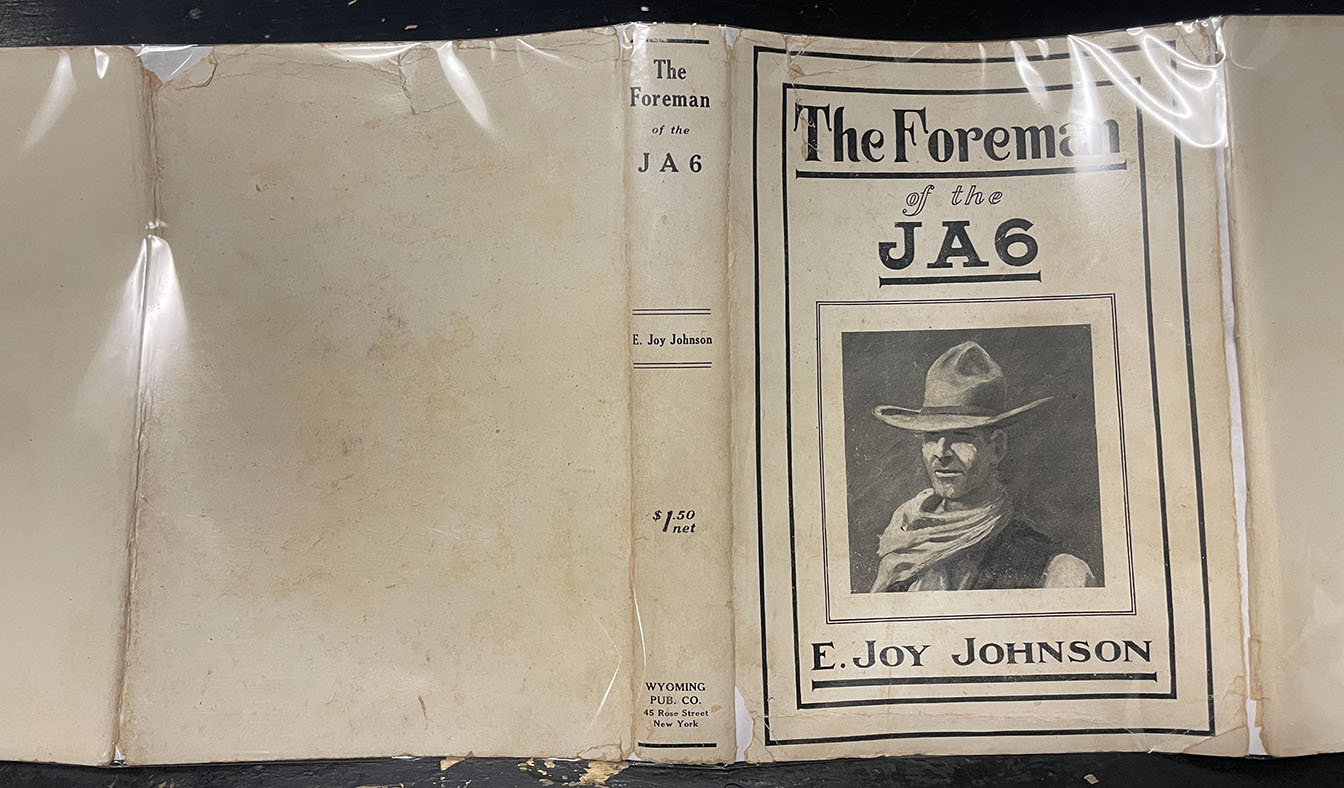 The
Foreman
of the
JA6
E. Joy Johnson
$1.50
net
WYOMING
PUB. CO.
45 Rose Street
New York
The Foreman
of the
JA6
E. JOY JOHNSON